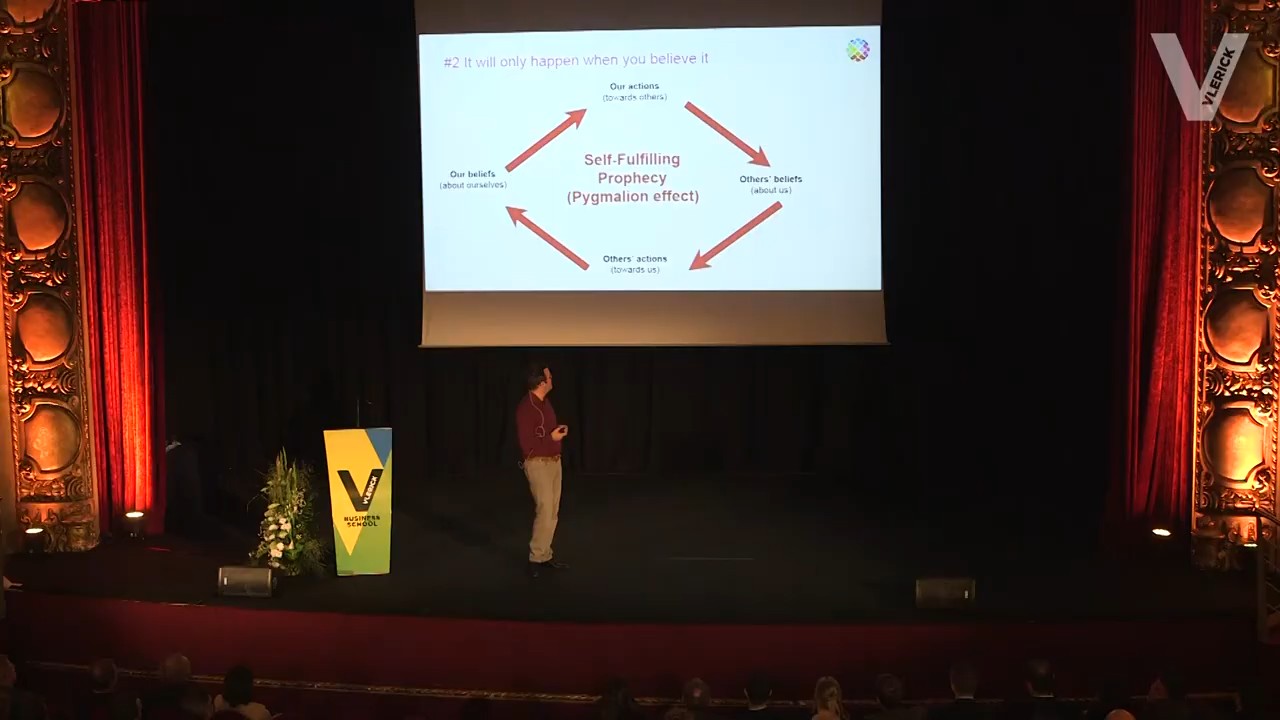 #2 It will only happen when you believe it
Our actions
(towards others)
Self-Fulfilling
Prophecy
(Pygmalion effect)
Our beliefs
(about ourselves)
Others' beliefs
(about us)
Others' actions
(towards us)
V
VLERICK
V
VLERICK
BUSINESS
SCHOOL